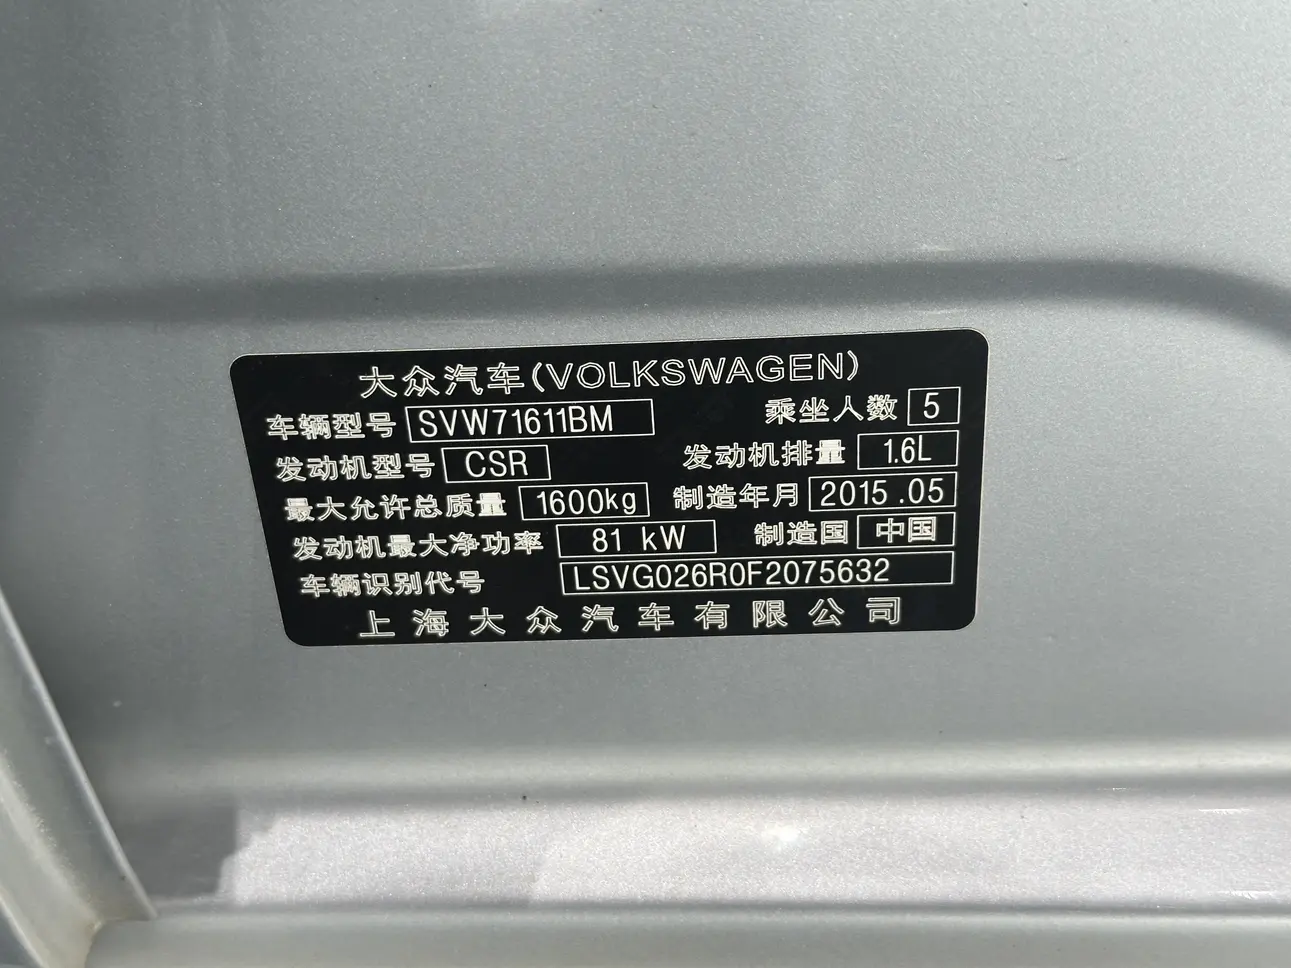 大众汽车(VOLKSWAGEN)
车辆型号 SVW71611BM 乘坐人数 5
发动机型号 CSR 发动机排量 1.6L
最大允许总质量 1600kg 制造年月 2015.05
发动机最大净功率 81 kW 制造国 中国
车辆识别代号 LSVG026R0F2075632
上海大众汽车有限公司